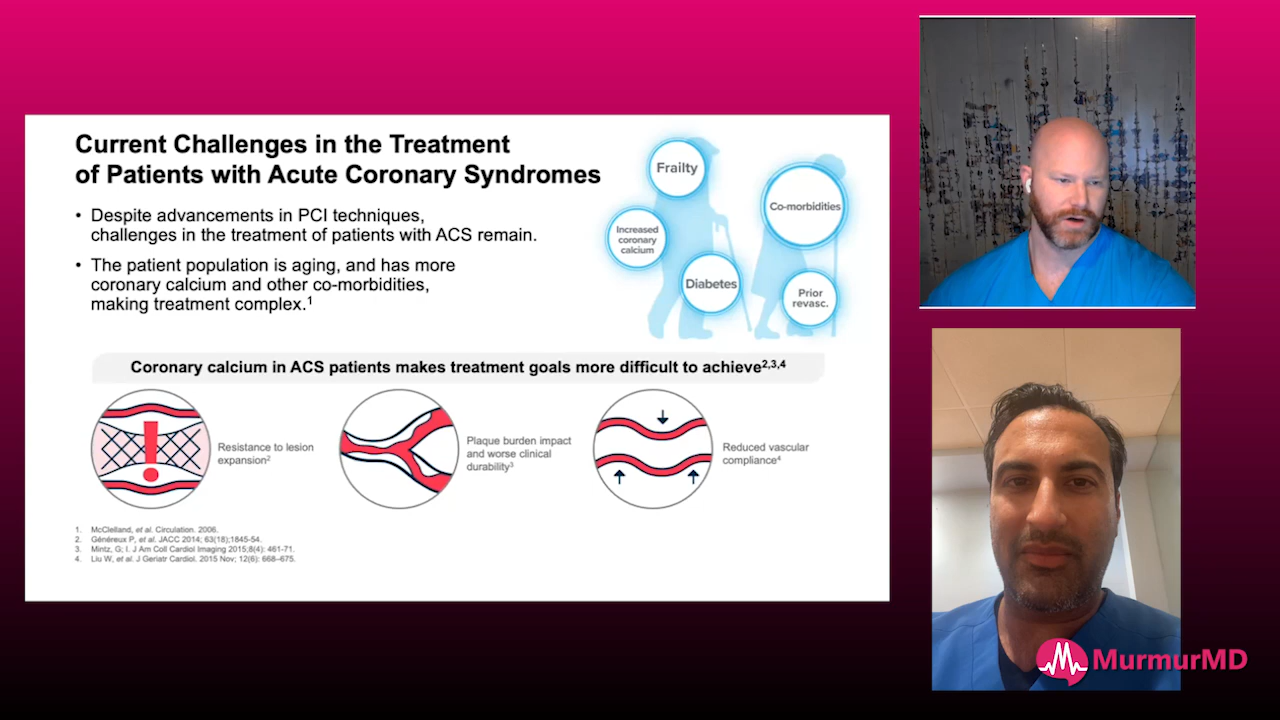 Current Challenges in the Treatment
of Patients with Acute Coronary Syndromes
• Despite advancements in PCI techniques,
challenges in the treatment of patients with ACS remain.
• The patient population is aging, and has more
coronary calcium and other co-morbidities,
making treatment complex.1
Frailty
Co-morbidities
Increased
coronary
calcium
Diabetes
Prior
revasc.
Coronary calcium in ACS patients makes treatment goals more difficult to achieve2,3,4
Resistance to lesion
expansion2
Plaque burden impact
and worse clinical
durability3
Reduced vascular
compliance4
1. McClelland, et al. Circulation. 2006.
2. Généreux P, et al. JACC 2014; 63(18);1845-54.
3. Mintz, G; I. J Am Coll Cardiol Imaging 2015;8(4): 461-71.
4. Liu W, et al. J Geriatr Cardiol. 2015 Nov; 12(6): 668–675.
MurmurMD